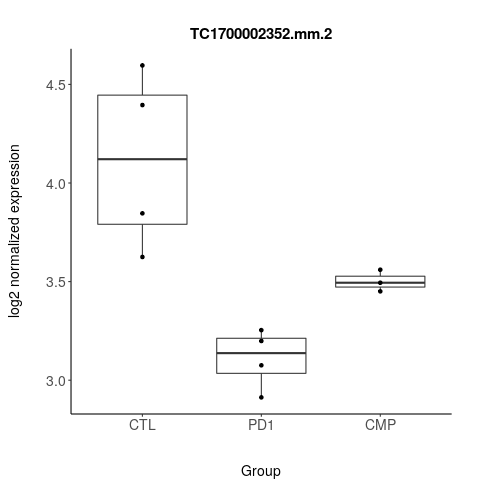 TC1700002352.mm.2
log2 normalized expression
4.5
4.0
3.5
3.0
CTL PD1 CMP
Group